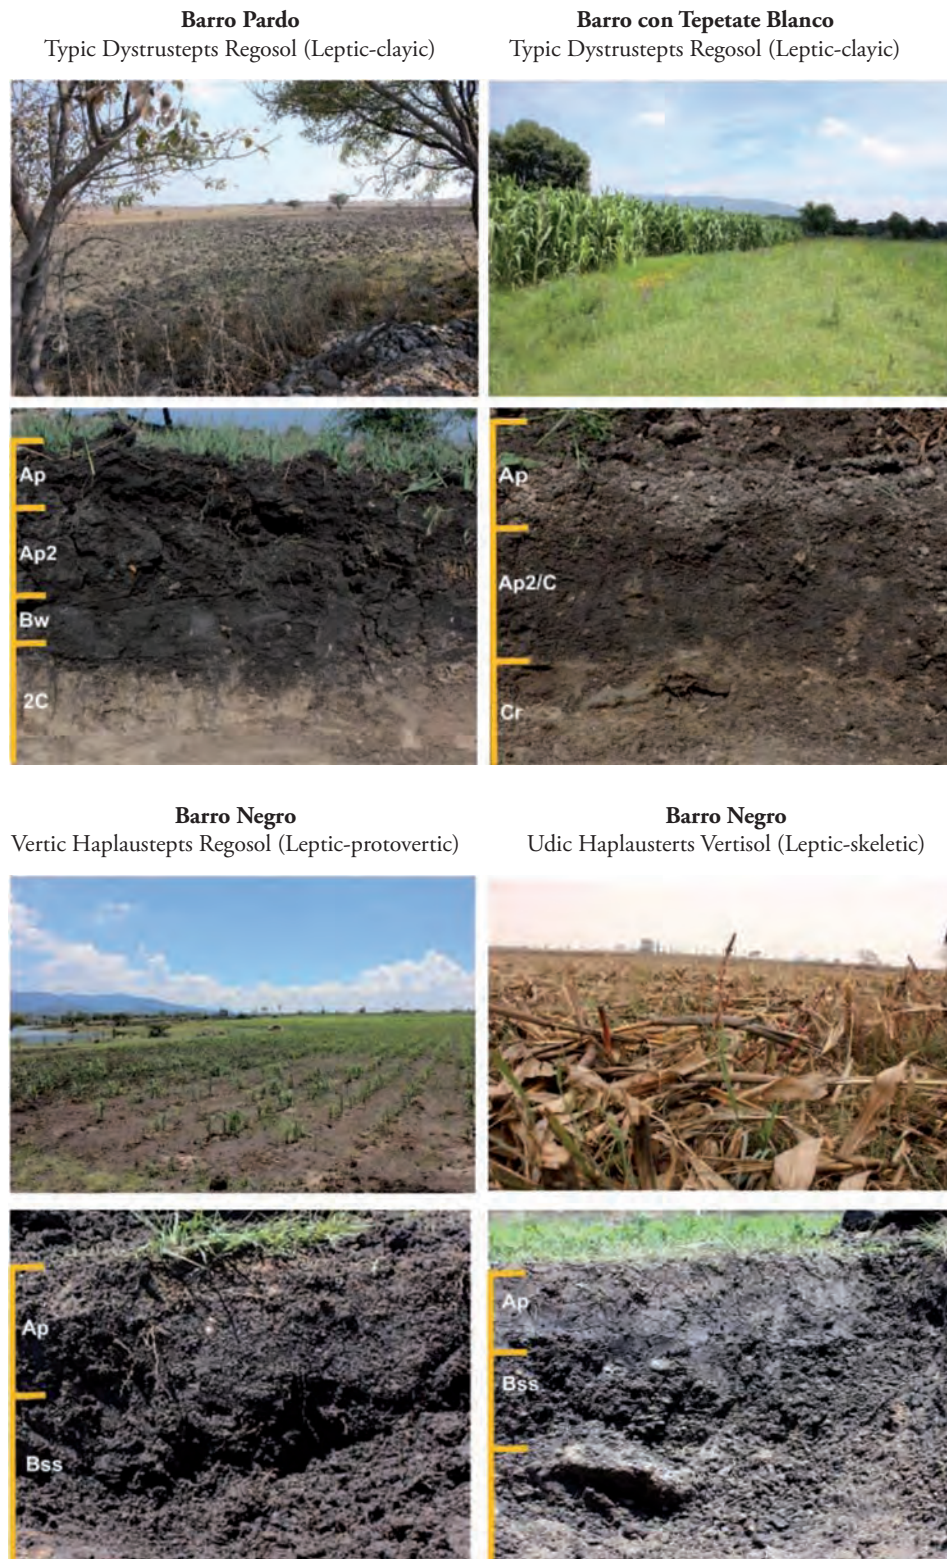 Barro Pardo
Typic Dystrustepts Regosol (Leptic-clayic)
Barro con Tepetate Blanco
Typic Dystrustepts Regosol (Leptic-clayic)
Ap
Ap2
Bw
2C
Ap
Ap2/C
Cr
Barro Negro
Vertic Haplaustepts Regosol (Leptic-protovertic)
Barro Negro
Udic Haplausterts Vertisol (Leptic-skeletic)
Ap
Bss
Ap
Bss